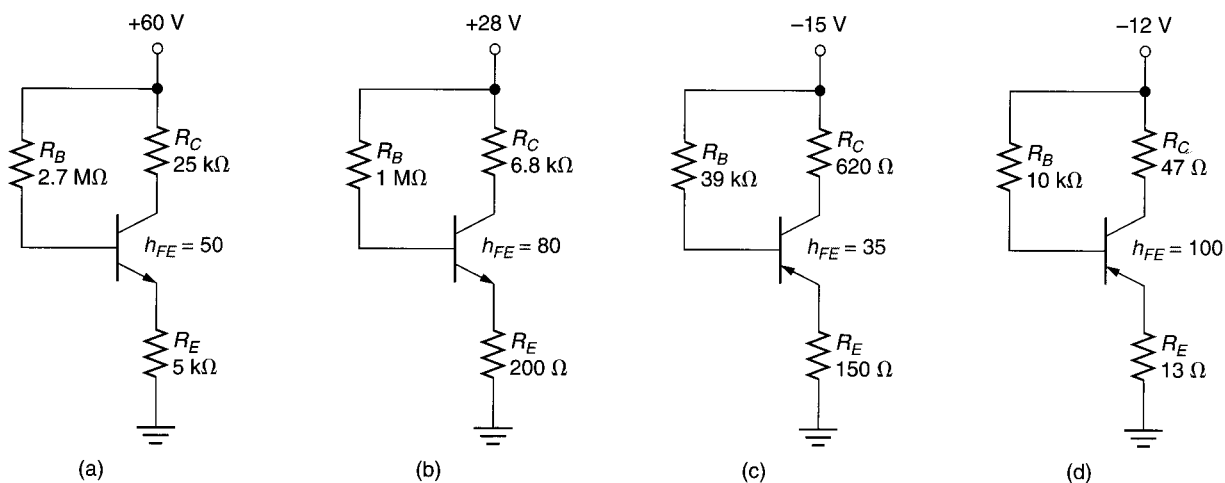 +60 V
R_C
25 kΩ
R_B
2.7 MΩ
h_FE = 50
R_E
5 kΩ
(a)
+28 V
R_C
6.8 kΩ
R_B
1 MΩ
h_FE = 80
R_E
200 Ω
(b)
–15 V
R_C
620 Ω
R_B
39 kΩ
h_FE = 35
R_E
150 Ω
(c)
–12 V
R_C
47 Ω
R_B
10 kΩ
h_FE = 100
R_E
13 Ω
(d)